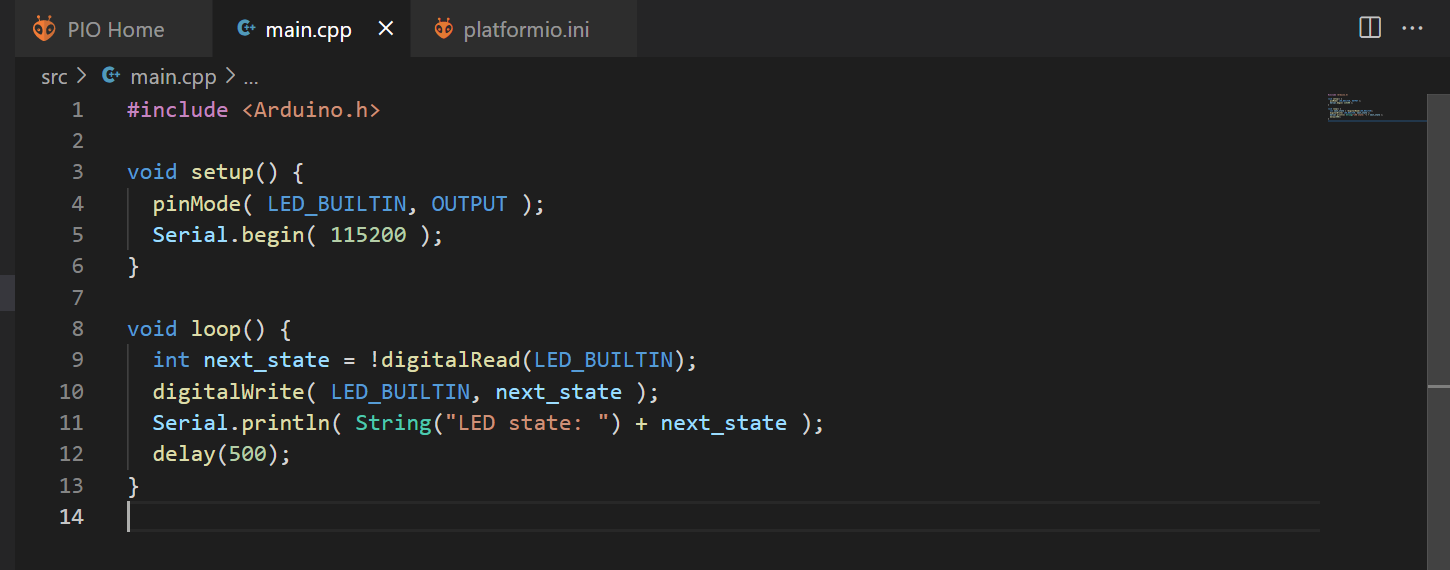 PIO Home main.cpp platformio.ini
src > main.cpp > ...
1 #include <Arduino.h>
2
3 void setup() {
4   pinMode( LED_BUILTIN, OUTPUT );
5   Serial.begin( 115200 );
6 }
7
8 void loop() {
9   int next_state = !digitalRead(LED_BUILTIN);
10   digitalWrite( LED_BUILTIN, next_state );
11   Serial.println( String("LED state: ") + next_state );
12   delay(500);
13 }
14